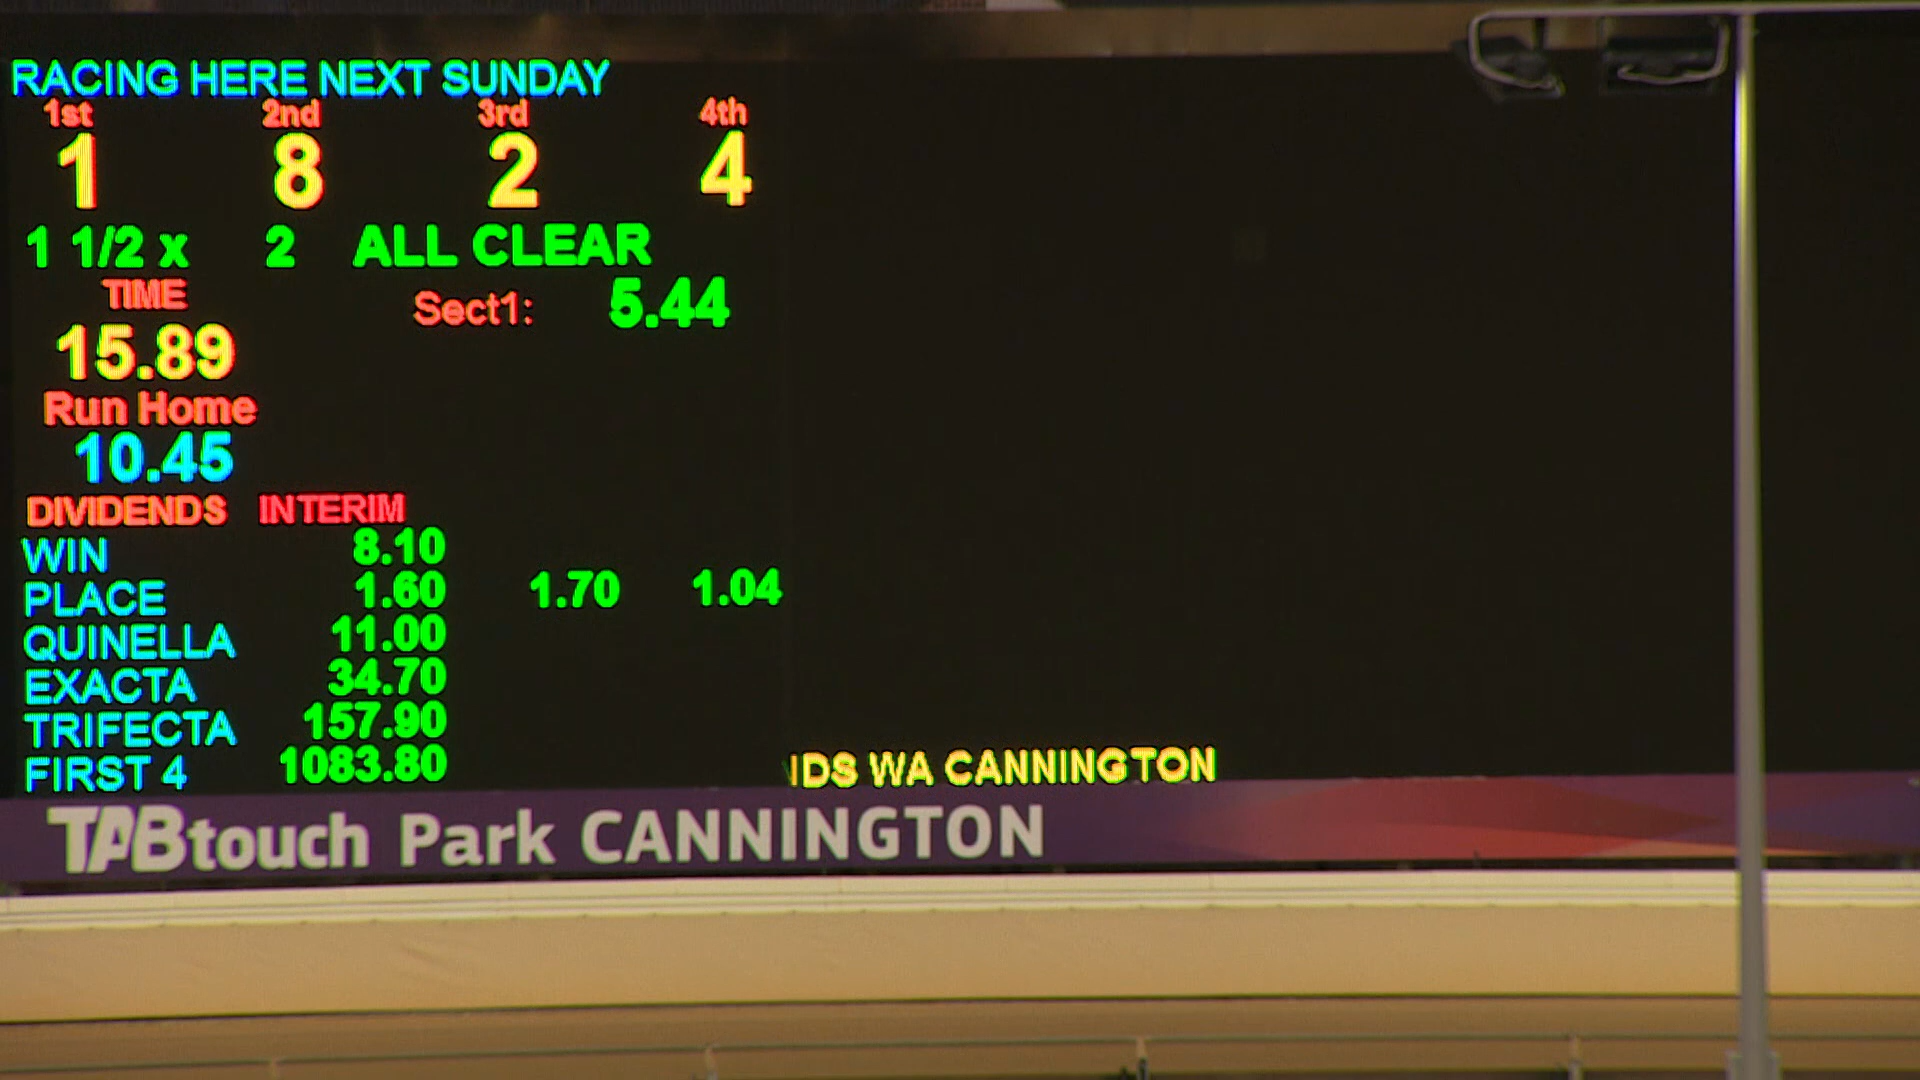 RACING HERE NEXT SUNDAY
1st 2nd 3rd 4th
1 8 2 4
1 1/2 x 2 ALL CLEAR
TIME
Sect1: 5.44
15.89
Run Home
10.45
DIVIDENDS INTERIM
WIN 8.10
PLACE 1.60 1.70 1.04
QUINELLA 11.00
EXACTA 34.70
TRIFECTA 157.90
FIRST 4 1083.80
DS WA CANNINGTON
TABtouch Park CANNINGTON